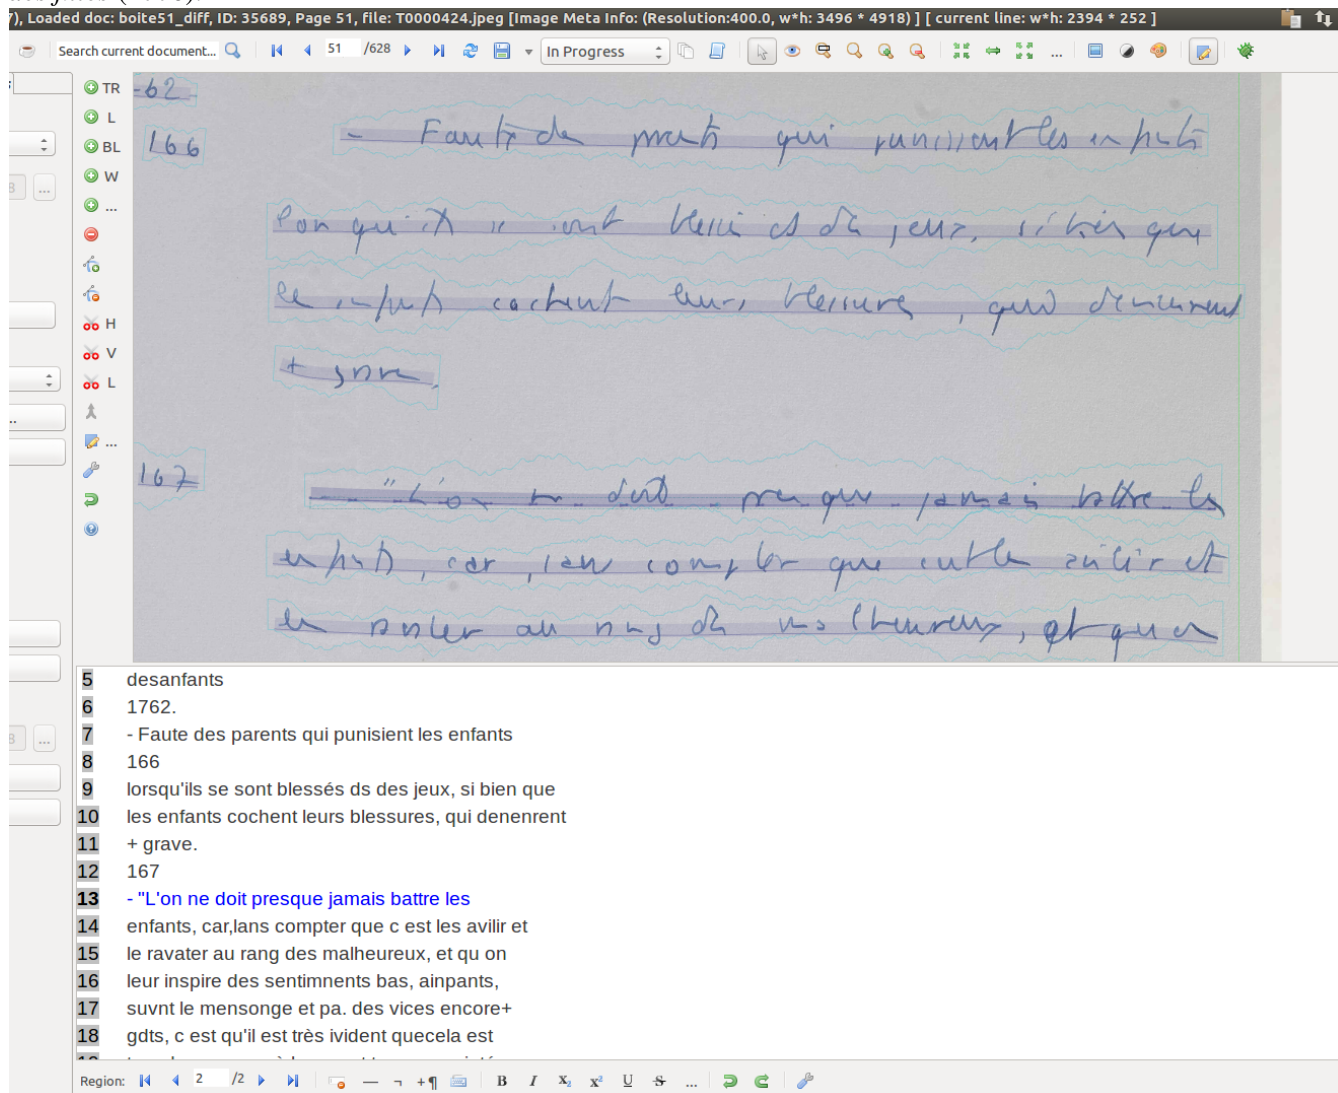 7), Loaded doc: boite51_diff, ID: 35689, Page 51, file: T0000424.jpeg [Image Meta Info: (Resolution:400.0, w*h: 3496 * 4918) ] [ current line: w*h: 2394 * 252 ]
Search current document... 51 /628 In Progress ...
TR
L
BL
W
...
H
V
L
...
-62
166 - Faute des parents qui punissent les enfants
lorsqu'ils se sont blessés ds des jeux, si bien que
les enfants cachent leurs blessures, qui deviennent
+ grave.
167 - "L'on ne doit presque jamais battre les
enfants, car, sans compter que c'est les avilir et
les ravaler au rang des malheureux, et qu'on
5 desanfants
6 1762.
7 - Faute des parents qui punisient les enfants
8 166
9 lorsqu'ils se sont blessés ds des jeux, si bien que
10 les enfants cochent leurs blessures, qui denenrent
11 + grave.
12 167
13 - "L'on ne doit presque jamais battre les
14 enfants, car,lans compter que c est les avilir et
15 le ravater au rang des malheureux, et qu on
16 leur inspire des sentimnents bas, ainpants,
17 suvnt le mensonge et pa. des vices encore+
18 gdts, c est qu'il est très ivident quecela est
Region: 2 /2 B I X₂ X² U S ...